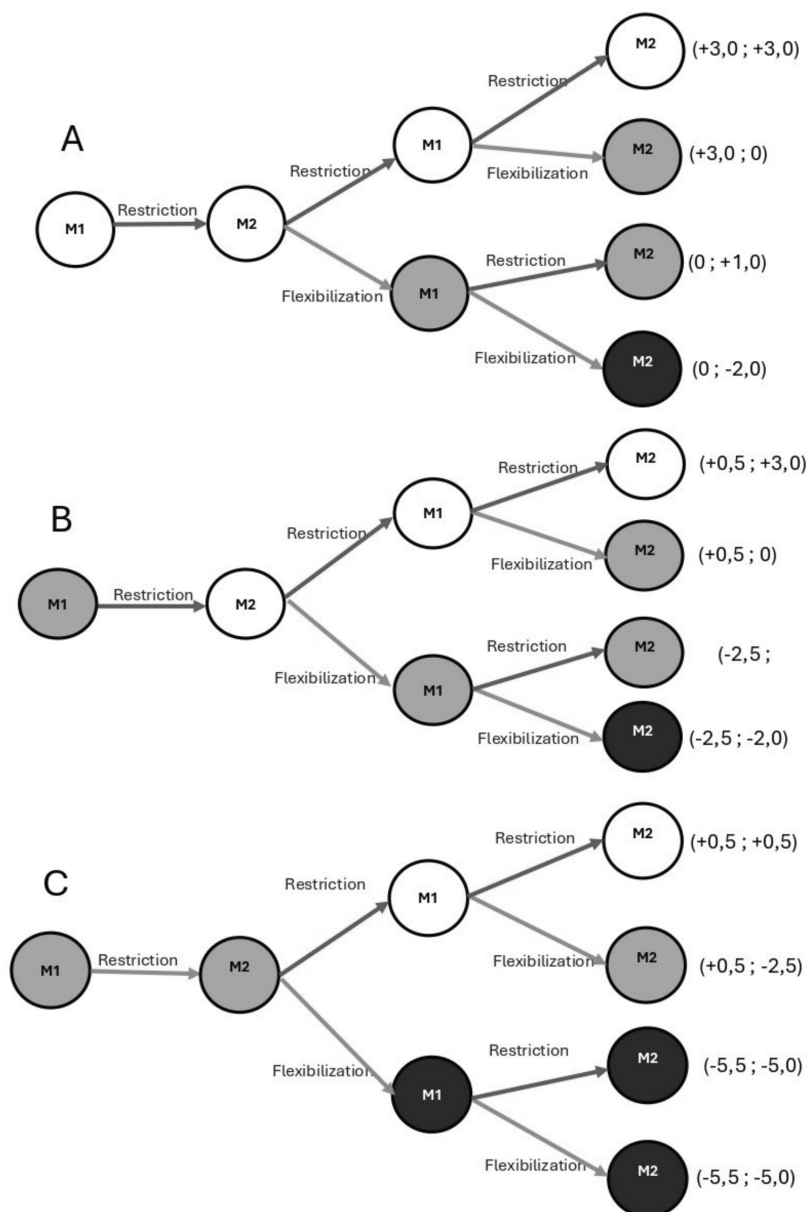 A
M1
Restriction
M2
Restriction
Flexibilization
M1
M1
Restriction
Flexibilization
Restriction
Flexibilization
M2
(+3,0 ; +3,0)
M2
(+3,0 ; 0)
M2
(0 ; +1,0)
M2
(0 ; -2,0)
B
M1
Restriction
M2
Restriction
Flexibilization
M1
M1
Restriction
Flexibilization
Restriction
Flexibilization
M2
(+0,5 ; +3,0)
M2
(+0,5 ; 0)
M2
(-2,5 ;
M2
(-2,5 ; -2,0)
C
M1
Restriction
M2
Restriction
Flexibilization
M1
M1
Restriction
Flexibilization
Restriction
Flexibilization
M2
(+0,5 ; +0,5)
M2
(+0,5 ; -2,5)
M2
(-5,5 ; -5,0)
M2
(-5,5 ; -5,0)